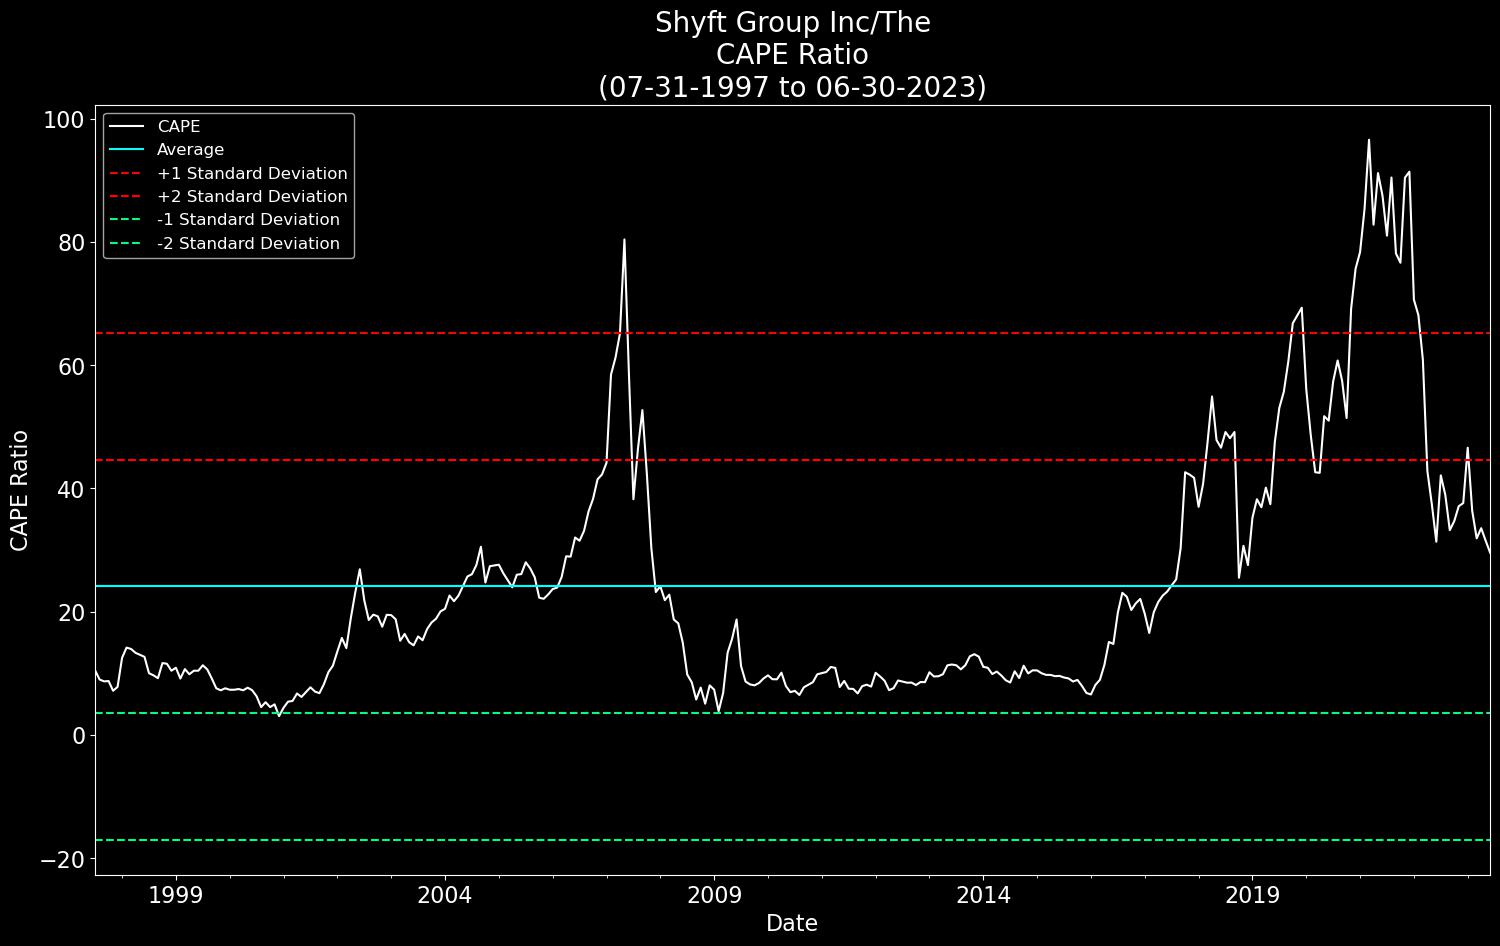 Shyft Group Inc/The
CAPE Ratio
(07-31-1997 to 06-30-2023)
CAPE
Average
+1 Standard Deviation
+2 Standard Deviation
-1 Standard Deviation
-2 Standard Deviation
100
80
60
40
20
0
−20
CAPE Ratio
1999
2004
2009
2014
2019
Date